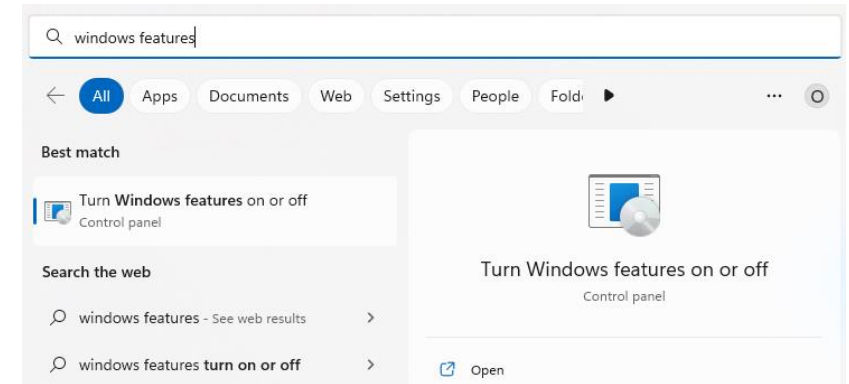 windows features
All Apps Documents Web Settings People Fold
O
Best match
Turn Windows features on or off
Control panel
Search the web
windows features - See web results
windows features turn on or off
Turn Windows features on or off
Control panel
Open